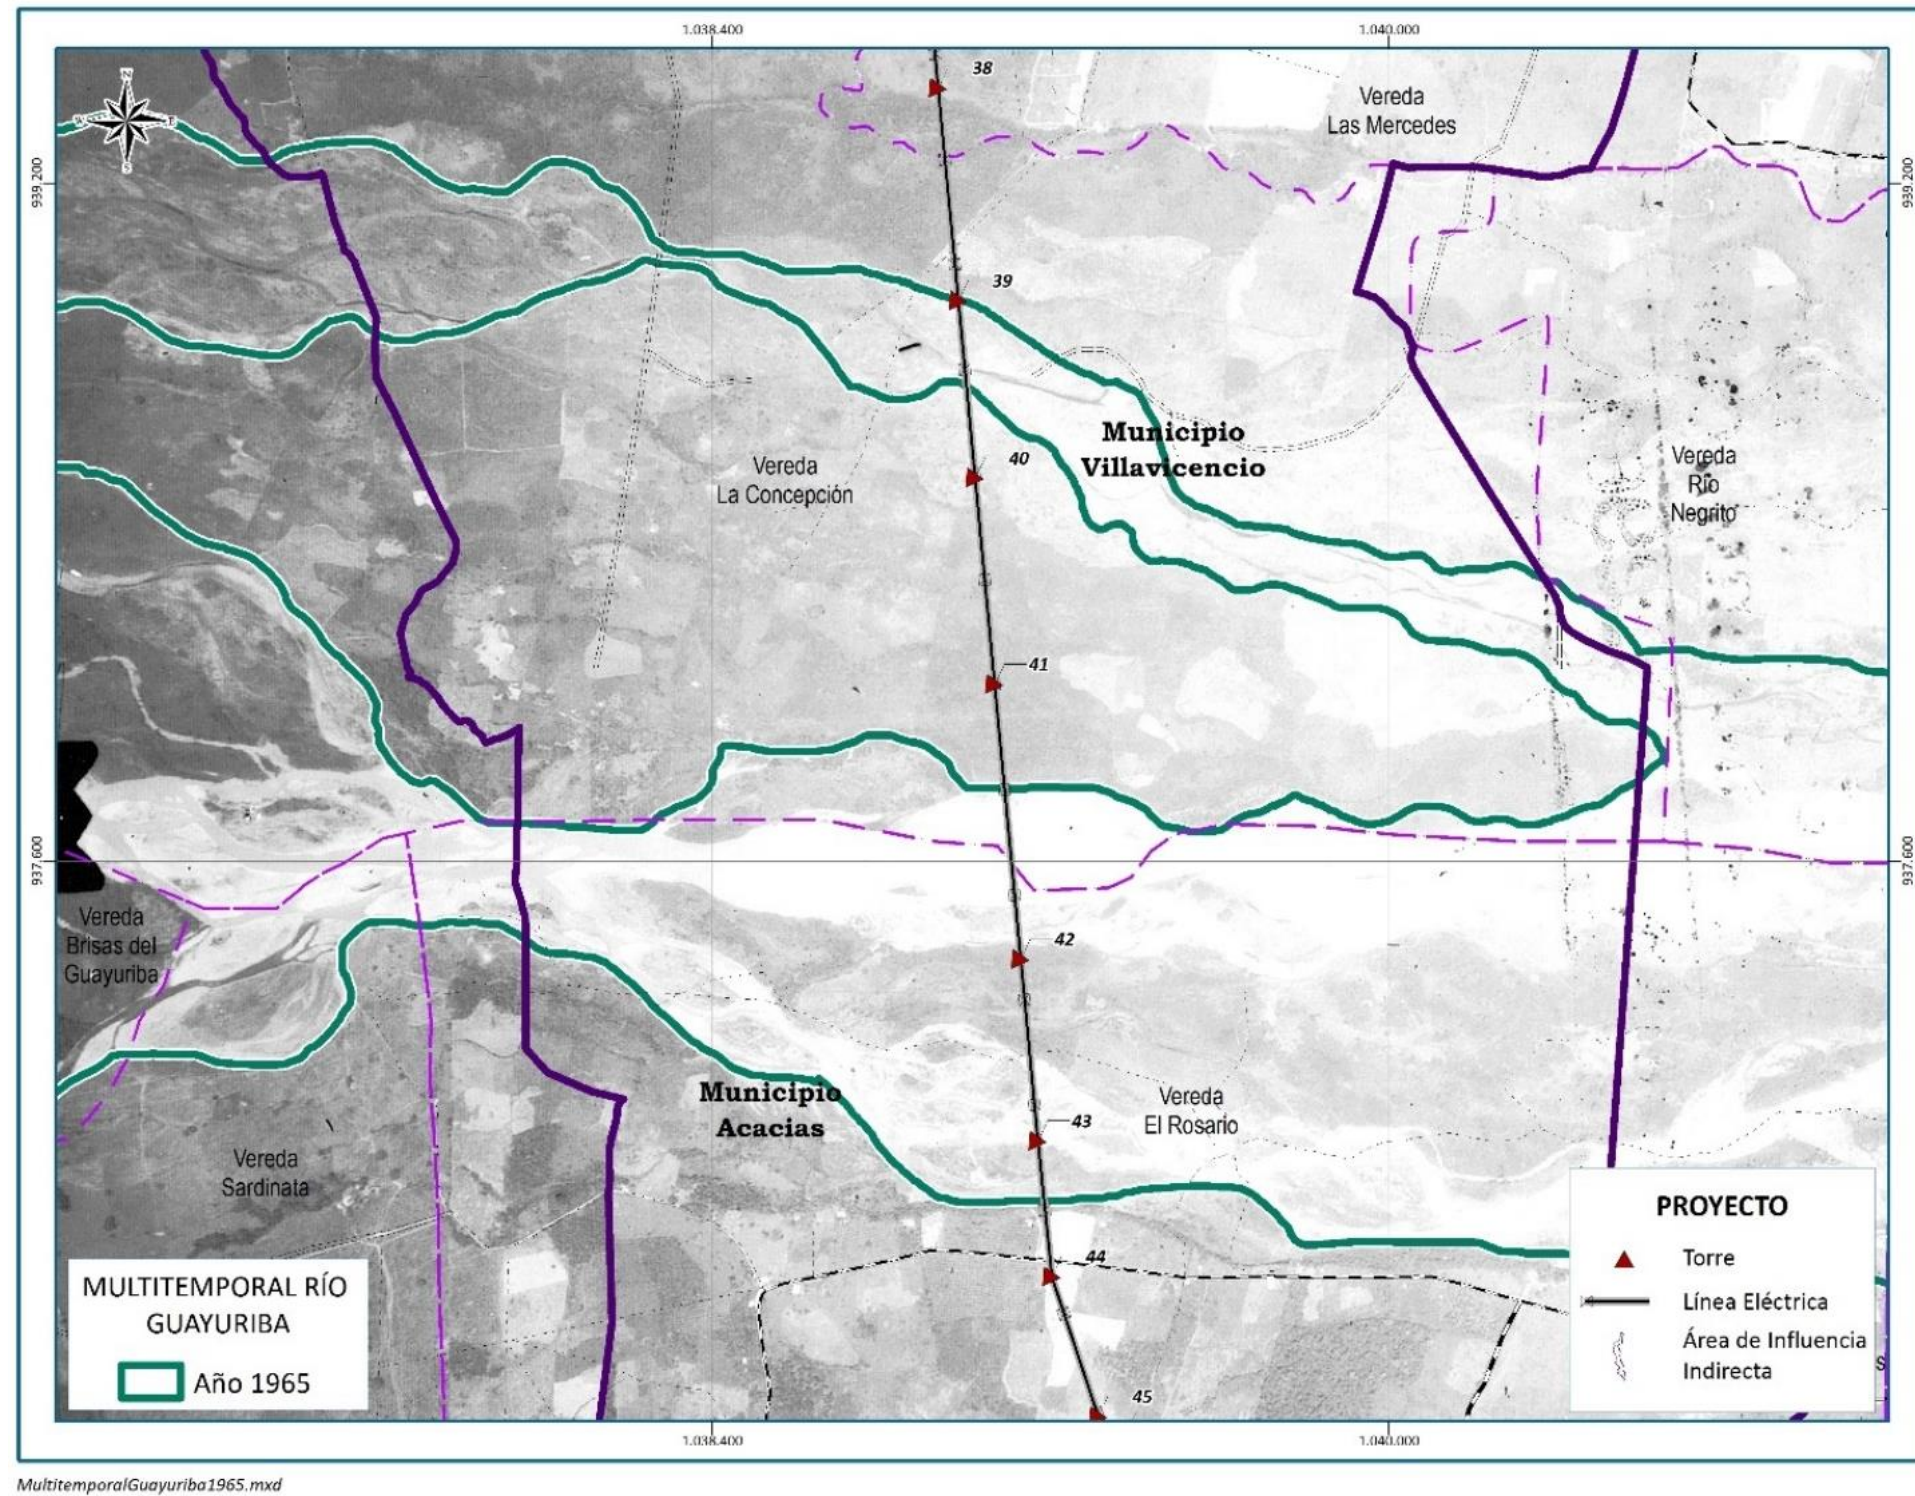 1.038.400
1.040.000
N
W
E
S
38
Vereda
Las Mercedes
939.200
939.200
39
Municipio
Villavicencio
40
Vereda
La Concepción
Vereda
Río
Negrito
41
937.600
937.600
Vereda
Brisas del
Guayuriba
42
Municipio
Acacias
43
Vereda
El Rosario
Vereda
Sardinata
44
45
MULTITEMPORAL RÍO
GUAYURIBA
Año 1965
PROYECTO
Torre
Línea Eléctrica
Área de Influencia
Indirecta
s
1.038.400
1.040.000
MultitemporalGuayuriba1965.mxd